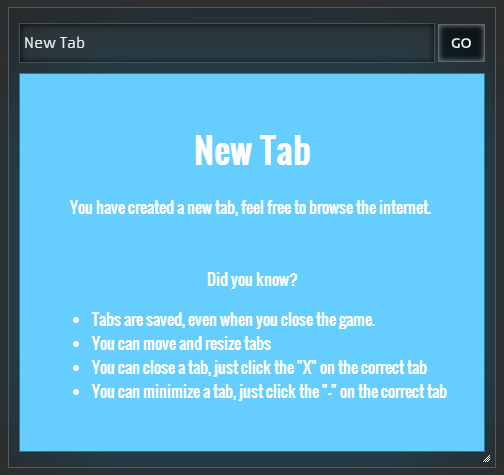 New Tab
GO
New Tab
You have created a new tab, feel free to browse the internet.
Did you know?
Tabs are saved, even when you close the game.
You can move and resize tabs
You can close a tab, just click the "X" on the correct tab
You can minimize a tab, just click the "-" on the correct tab